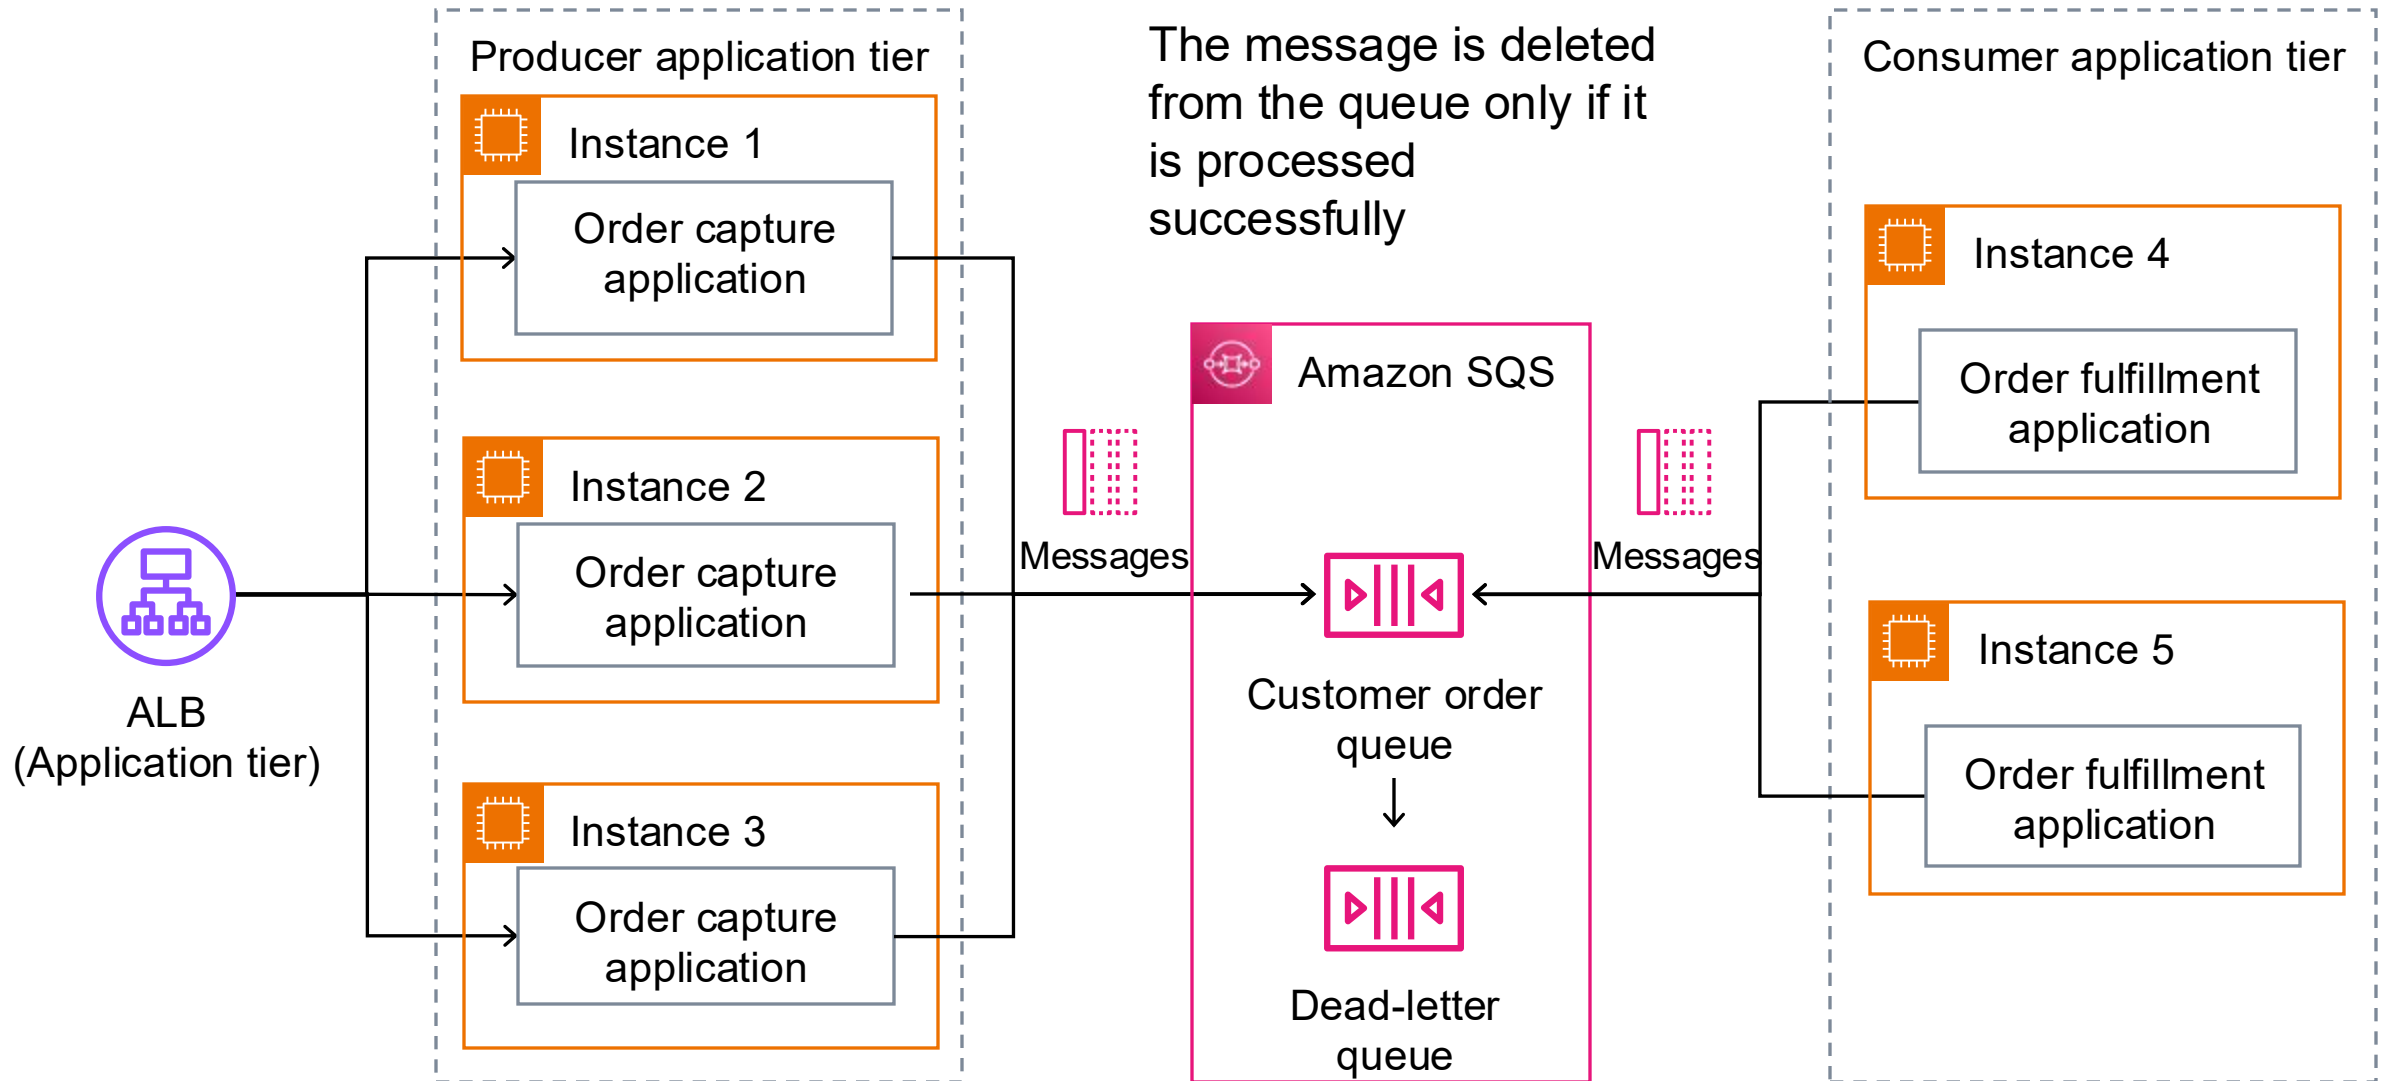 Producer application tier
Instance 1
Order capture
application
Instance 2
Order capture
application
Instance 3
Order capture
application
ALB
(Application tier)
The message is deleted
from the queue only if it
is processed
successfully
Messages
Amazon SQS
Customer order
queue
Dead-letter
queue
Messages
Consumer application tier
Instance 4
Order fulfillment
application
Instance 5
Order fulfillment
application